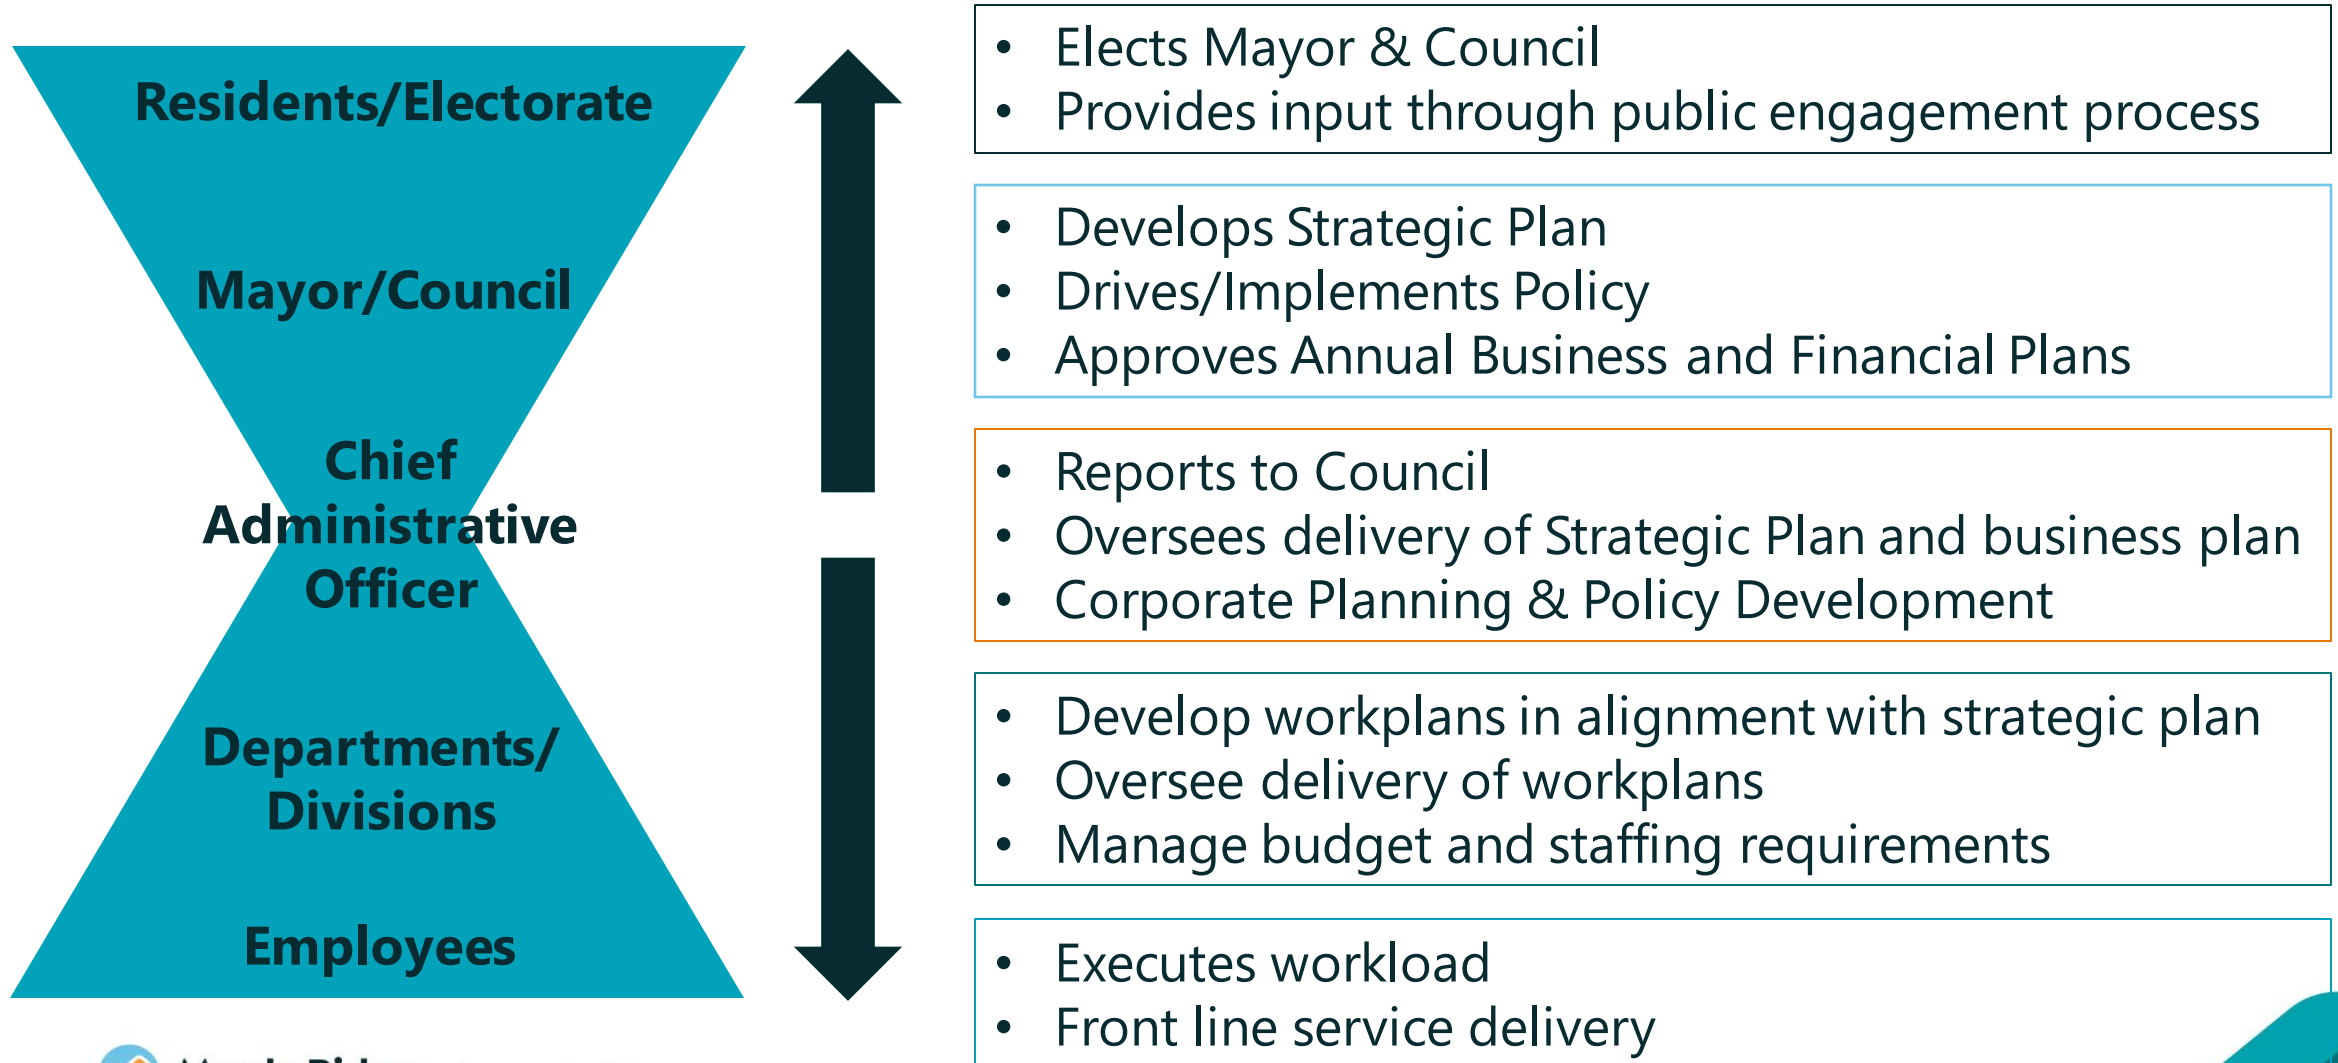 Residents/Electorate
Mayor/Council
Chief
Administrative
Officer
Departments/
Divisions
Employees
• Elects Mayor & Council
• Provides input through public engagement process
• Develops Strategic Plan
• Drives/Implements Policy
• Approves Annual Business and Financial Plans
• Reports to Council
• Oversees delivery of Strategic Plan and business plan
• Corporate Planning & Policy Development
• Develop workplans in alignment with strategic plan
• Oversee delivery of workplans
• Manage budget and staffing requirements
• Executes workload
• Front line service delivery